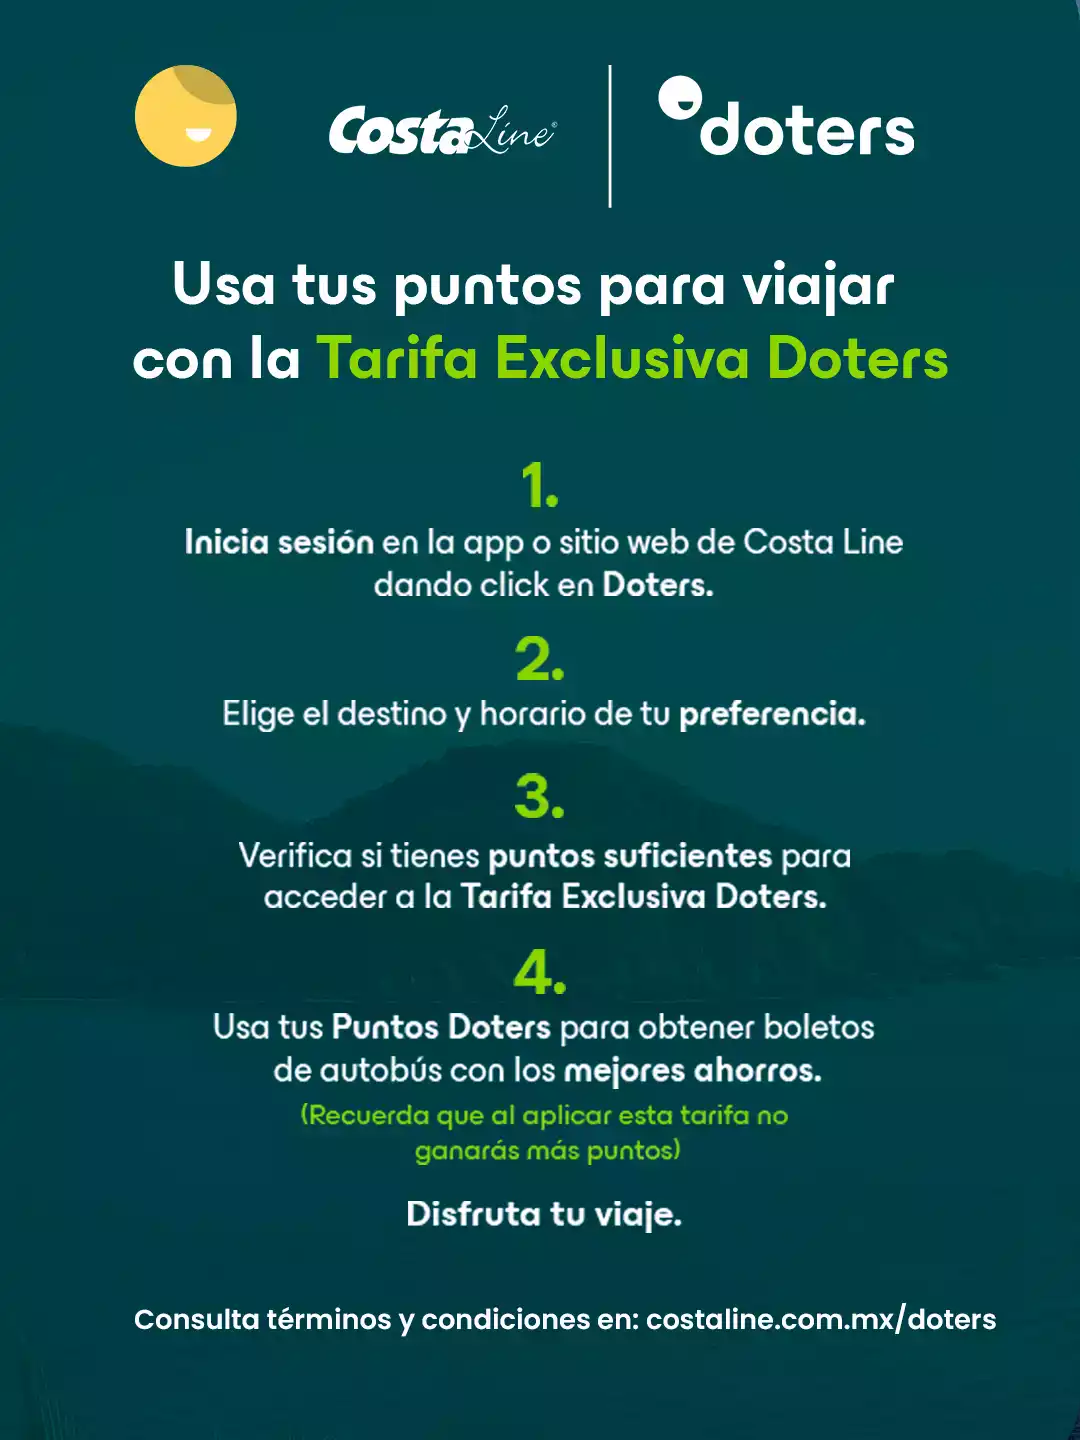 Costa Line®
doters
Usa tus puntos para viajar
con la Tarifa Exclusiva Doters
1.
Inicia sesión en la app o sitio web de Costa Line
dando click en Doters.
2.
Elige el destino y horario de tu preferencia.
3.
Verifica si tienes puntos suficientes para
acceder a la Tarifa Exclusiva Doters.
4.
Usa tus Puntos Doters para obtener boletos
de autobús con los mejores ahorros.
(Recuerda que al aplicar esta tarifa no
ganarás más puntos)
Disfruta tu viaje.
Consulta términos y condiciones en: costaline.com.mx/doters